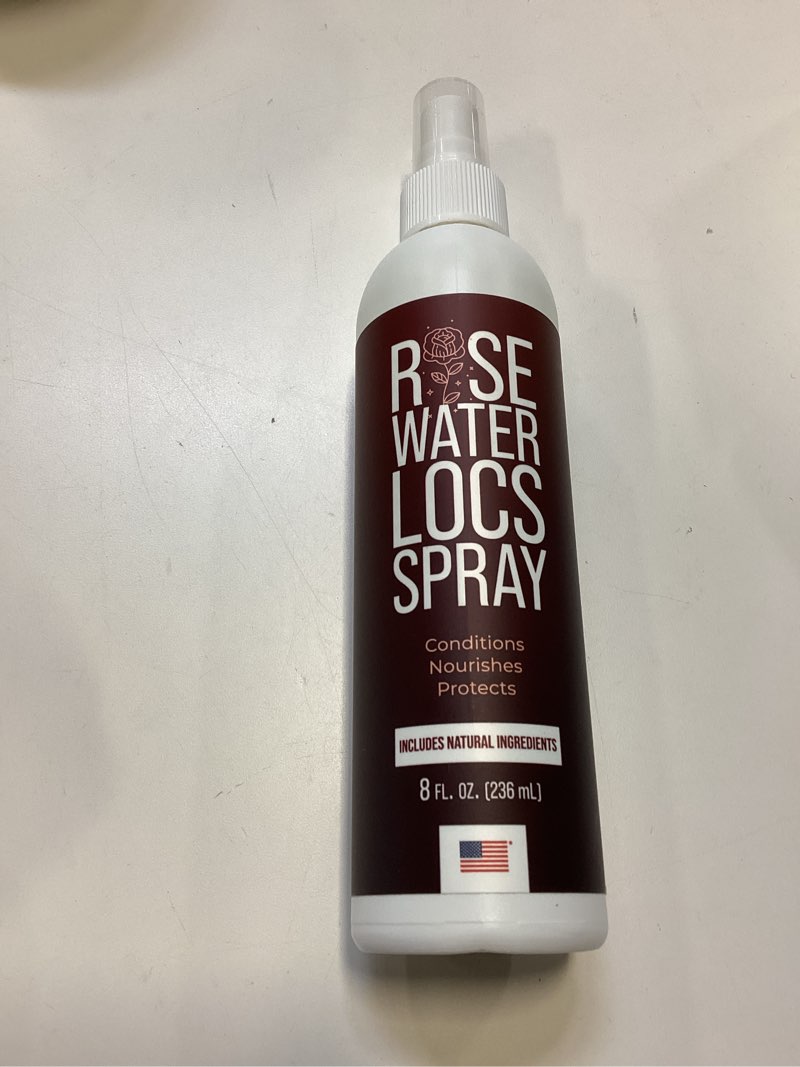 ROSE
WATER
LOCS
SPRAY
Conditions
Nourishes
Protects
INCLUDES NATURAL INGREDIENTS
8 FL. OZ. (236 mL)
*